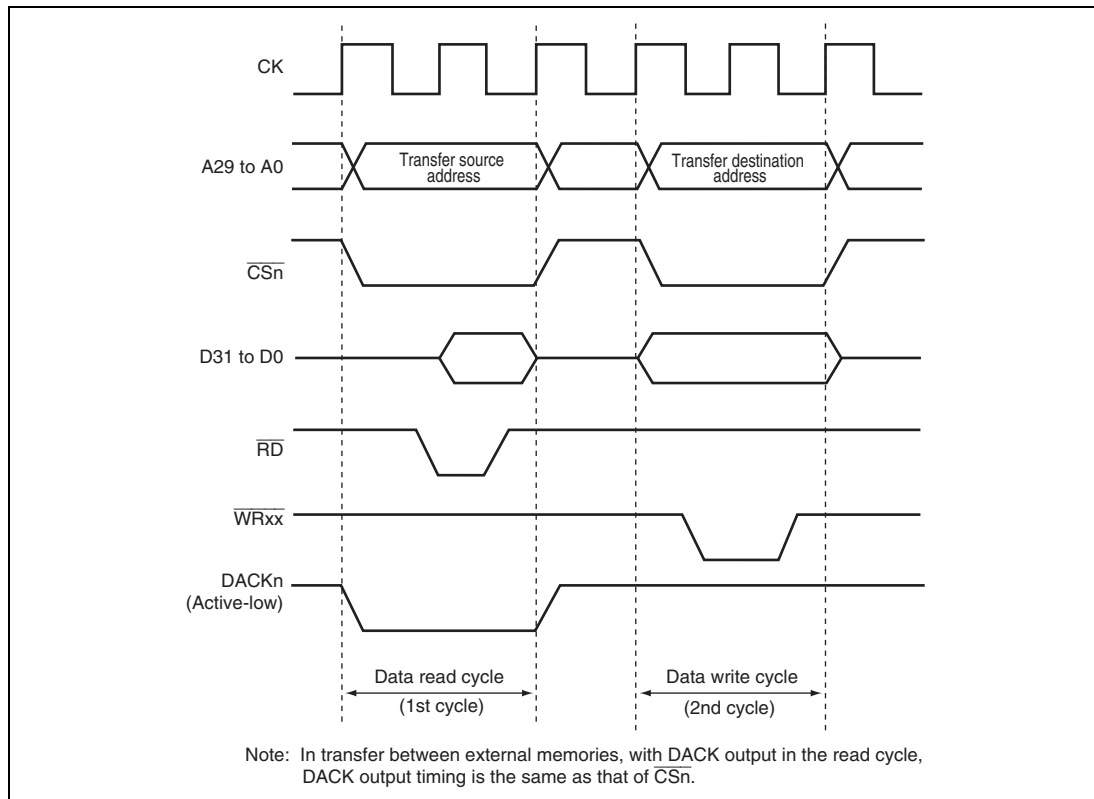 CK
A29 to A0
Transfer source
address
Transfer destination
address
CSn
D31 to D0
RD
WRxx
DACKn
(Active-low)
Data read cycle
(1st cycle)
Data write cycle
(2nd cycle)
Note: In transfer between external memories, with DACK output in the read cycle,
DACK output timing is the same as that of CSn.